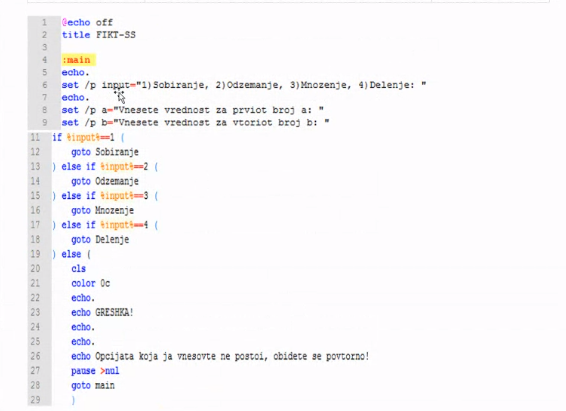 1 @echo off
2 title FIKT-SS
3
4 :main
5 echo.
6 set /p input="1)Sobiranje, 2)Odzemanje, 3)Mnozenje, 4)Delenje: "
7 echo.
8 set /p a="Vnesete vrednost za prviot broj a: "
9 set /p b="Vnesete vrednost za vtoriot broj b: "
11 if %input%==1 (
12 goto Sobiranje
13 ) else if %input%==2 (
14 goto Odzemanje
15 ) else if %input%==3 (
16 goto Mnozenje
17 ) else if %input%==4 (
18 goto Delenje
19 ) else (
20 cls
21 color 0c
22 echo.
23 echo GRESHKA!
24 echo.
25 echo.
26 echo Opcijata koja ja vnesovte ne postoi, obidete se povtorno!
27 pause >nul
28 goto main
29 )